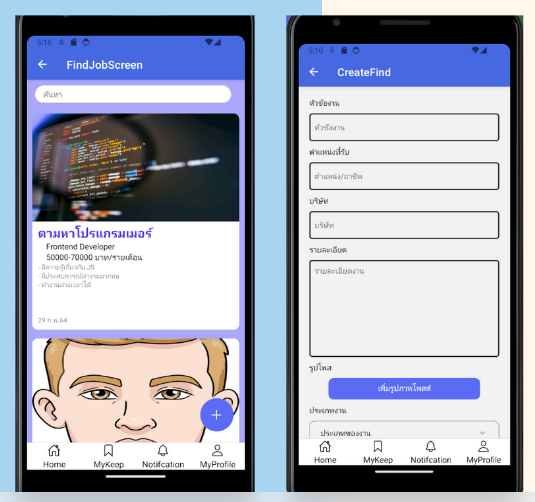 5:16
FindJobScreen
ค้นหา
ตามหาโปรแกรมเมอร์
Frontend Developer
50000-70000 บาท/รายเดือน
- มีความรู้เกี่ยวกับ JS
- มีประสบการณ์ทำงานมาก่อน
- ทำงานล่วงเวลาได้
29 ก.พ.64
+
Home MyKeep Notifcation MyProfile
5:10
CreateFind
หัวข้องาน
หัวข้องาน
ตำแหน่งที่รับ
ตำแหน่ง/อาชีพ
บริษัท
บริษัท
รายละเอียด
รายละเอียดงาน
รูปโพส
เพิ่มรูปภาพโพสต์
ประเภทงาน
ประเภทของงาน
Home MyKeep Notifcation MyProfile